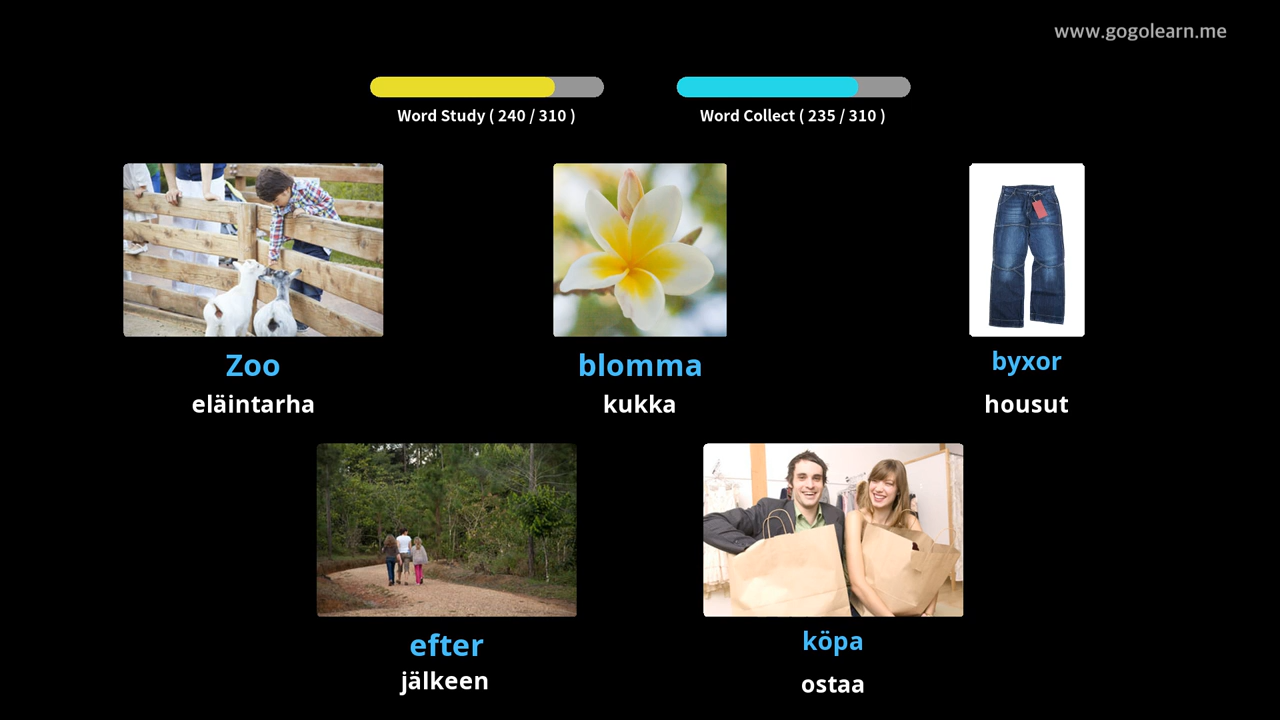 www.gogolearn.me
Word Study ( 240 / 310 )
Word Collect ( 235 / 310 )
Zoo
eläintarha
blomma
kukka
byxor
housut
efter
jälkeen
köpa
ostaa